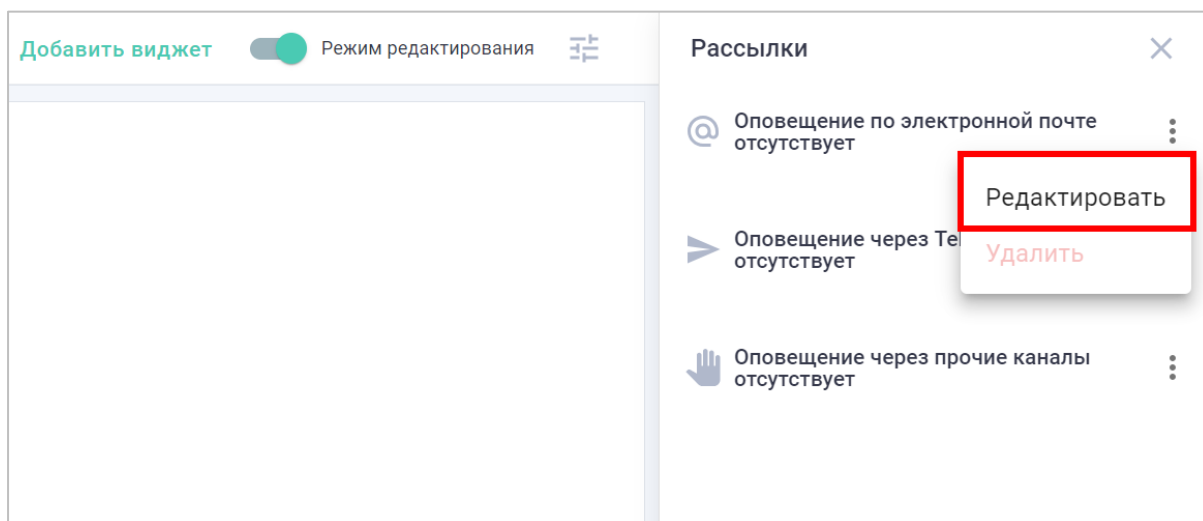 Добавить виджет
Режим редактирования
Рассылки
Оповещение по электронной почте
отсутствует
Редактировать
Оповещение через
отсутствует
Удалить
Оповещение через прочие каналы
отсутствует